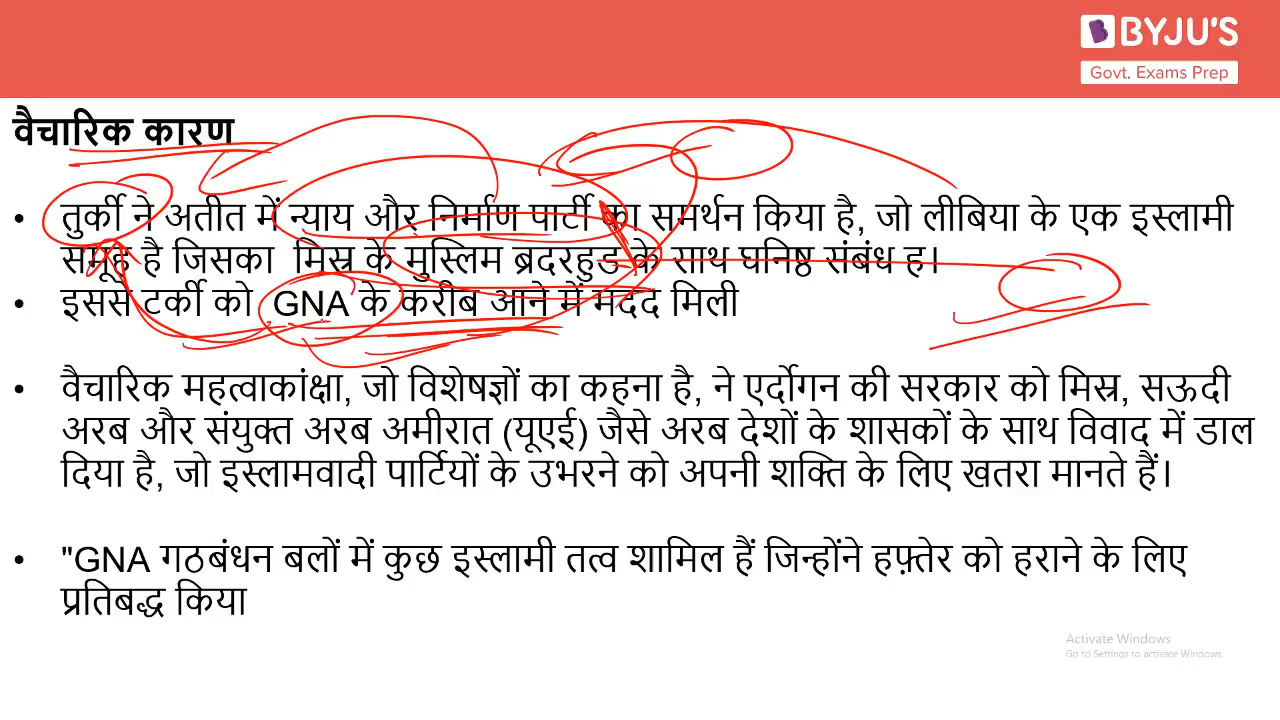 BYJU'S
Govt. Exams Prep
वैचारिक कारण
• तुर्की ने अतीत में न्याय और निर्माण पार्टी का समर्थन किया है, जो लीबिया के एक इस्लामी
समूह है जिसका मिस्र के मुस्लिम ब्रदरहुड के साथ घनिष्ठ संबंध ह।
• इससे टर्की को GNA के करीब आने में मदद मिली
• वैचारिक महत्वाकांक्षा, जो विशेषज्ञों का कहना है, ने एर्दोगन की सरकार को मिस्र, सऊदी
अरब और संयुक्त अरब अमीरात (यूएई) जैसे अरब देशों के शासकों के साथ विवाद में डाल
दिया है, जो इस्लामवादी पार्टियों के उभरने को अपनी शक्ति के लिए खतरा मानते हैं।
• "GNA गठबंधन बलों में कुछ इस्लामी तत्व शामिल हैं जिन्होंने हफ़्तेर को हराने के लिए
प्रतिबद्ध किया
Activate Windows
Go to Settings to activate Windows.